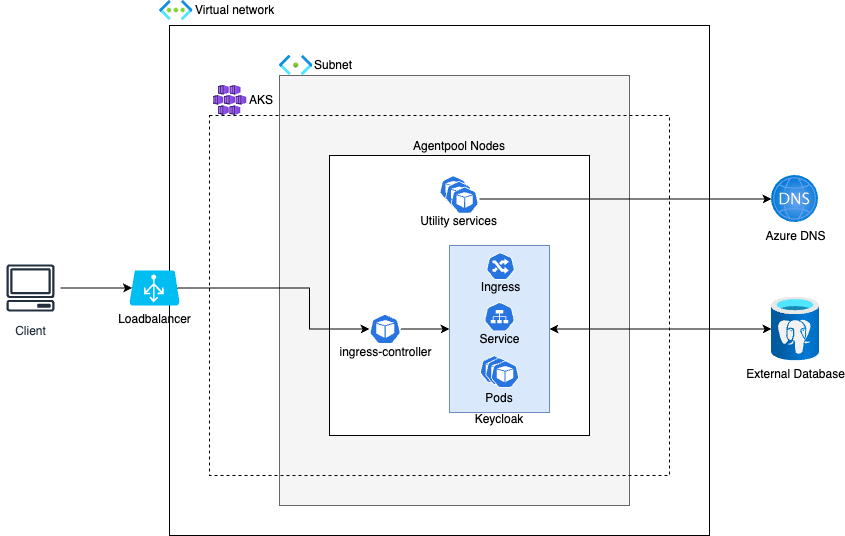 Virtual network
Subnet
AKS
Agentpool Nodes
Utility services
DNS
Azure DNS
Ingress
Client
Loadbalancer
ingress-controller
Service
External Database
Pods
Keycloak